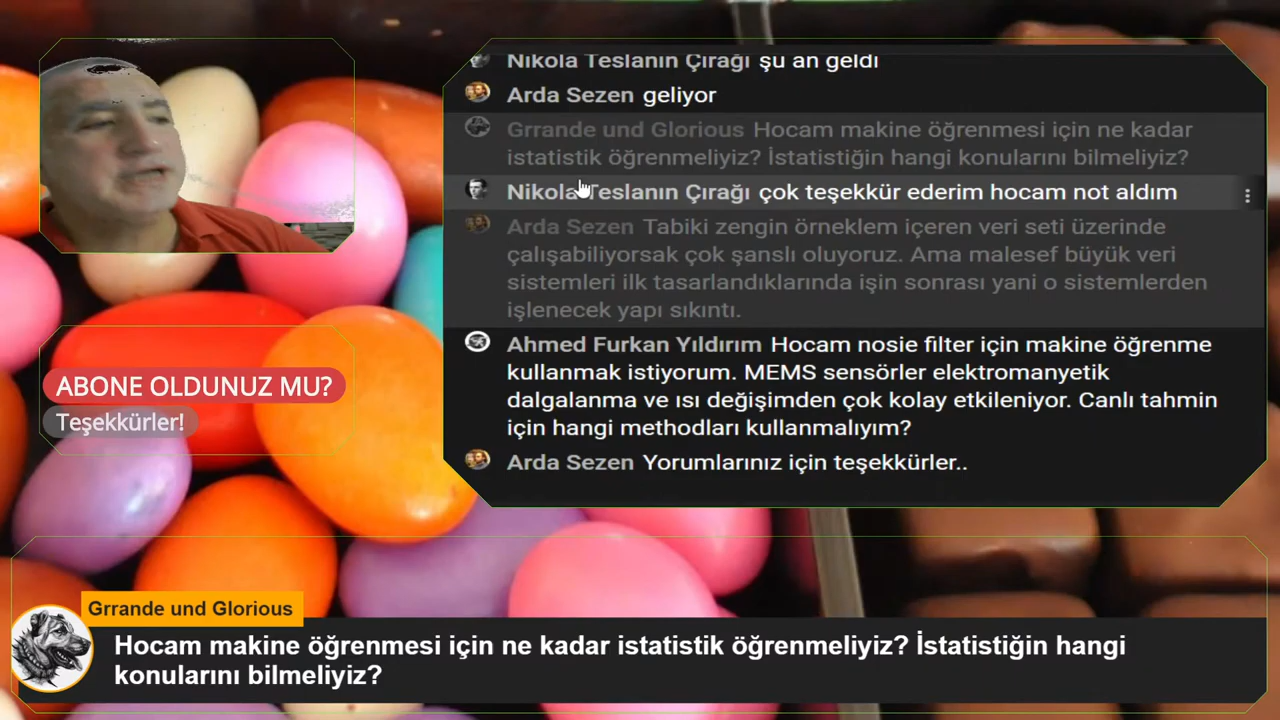 Nikola Teslanın Çırağı şu an geldi
Arda Sezen geliyor
Grrande und Glorious Hocam makine öğrenmesi için ne kadar
istatistik öğrenmeliyiz? İstatistiğin hangi konularını bilmeliyiz?
Nikola Teslanın Çırağı çok teşekkür ederim hocam not aldım
Arda Sezen Tabiki zengin örneklem içeren veri seti üzerinde
çalışabiliyorsak çok şanslı oluyoruz. Ama malesef büyük veri
sistemleri ilk tasarlandıklarında işin sonrası yani o sistemlerden
işlenecek yapı sıkıntı.
Ahmed Furkan Yıldırım Hocam nosie filter için makine öğrenme
kullanmak istiyorum. MEMS sensörler elektromanyetik
dalgalanma ve ısı değişimden çok kolay etkileniyor. Canlı tahmin
için hangi methodları kullanmalıyım?
Arda Sezen Yorumlarınız için teşekkürler..
ABONE OLDUNUZ MU?
Teşekkürler!
Grrande und Glorious
Hocam makine öğrenmesi için ne kadar istatistik öğrenmeliyiz? İstatistiğin hangi
konularını bilmeliyiz?